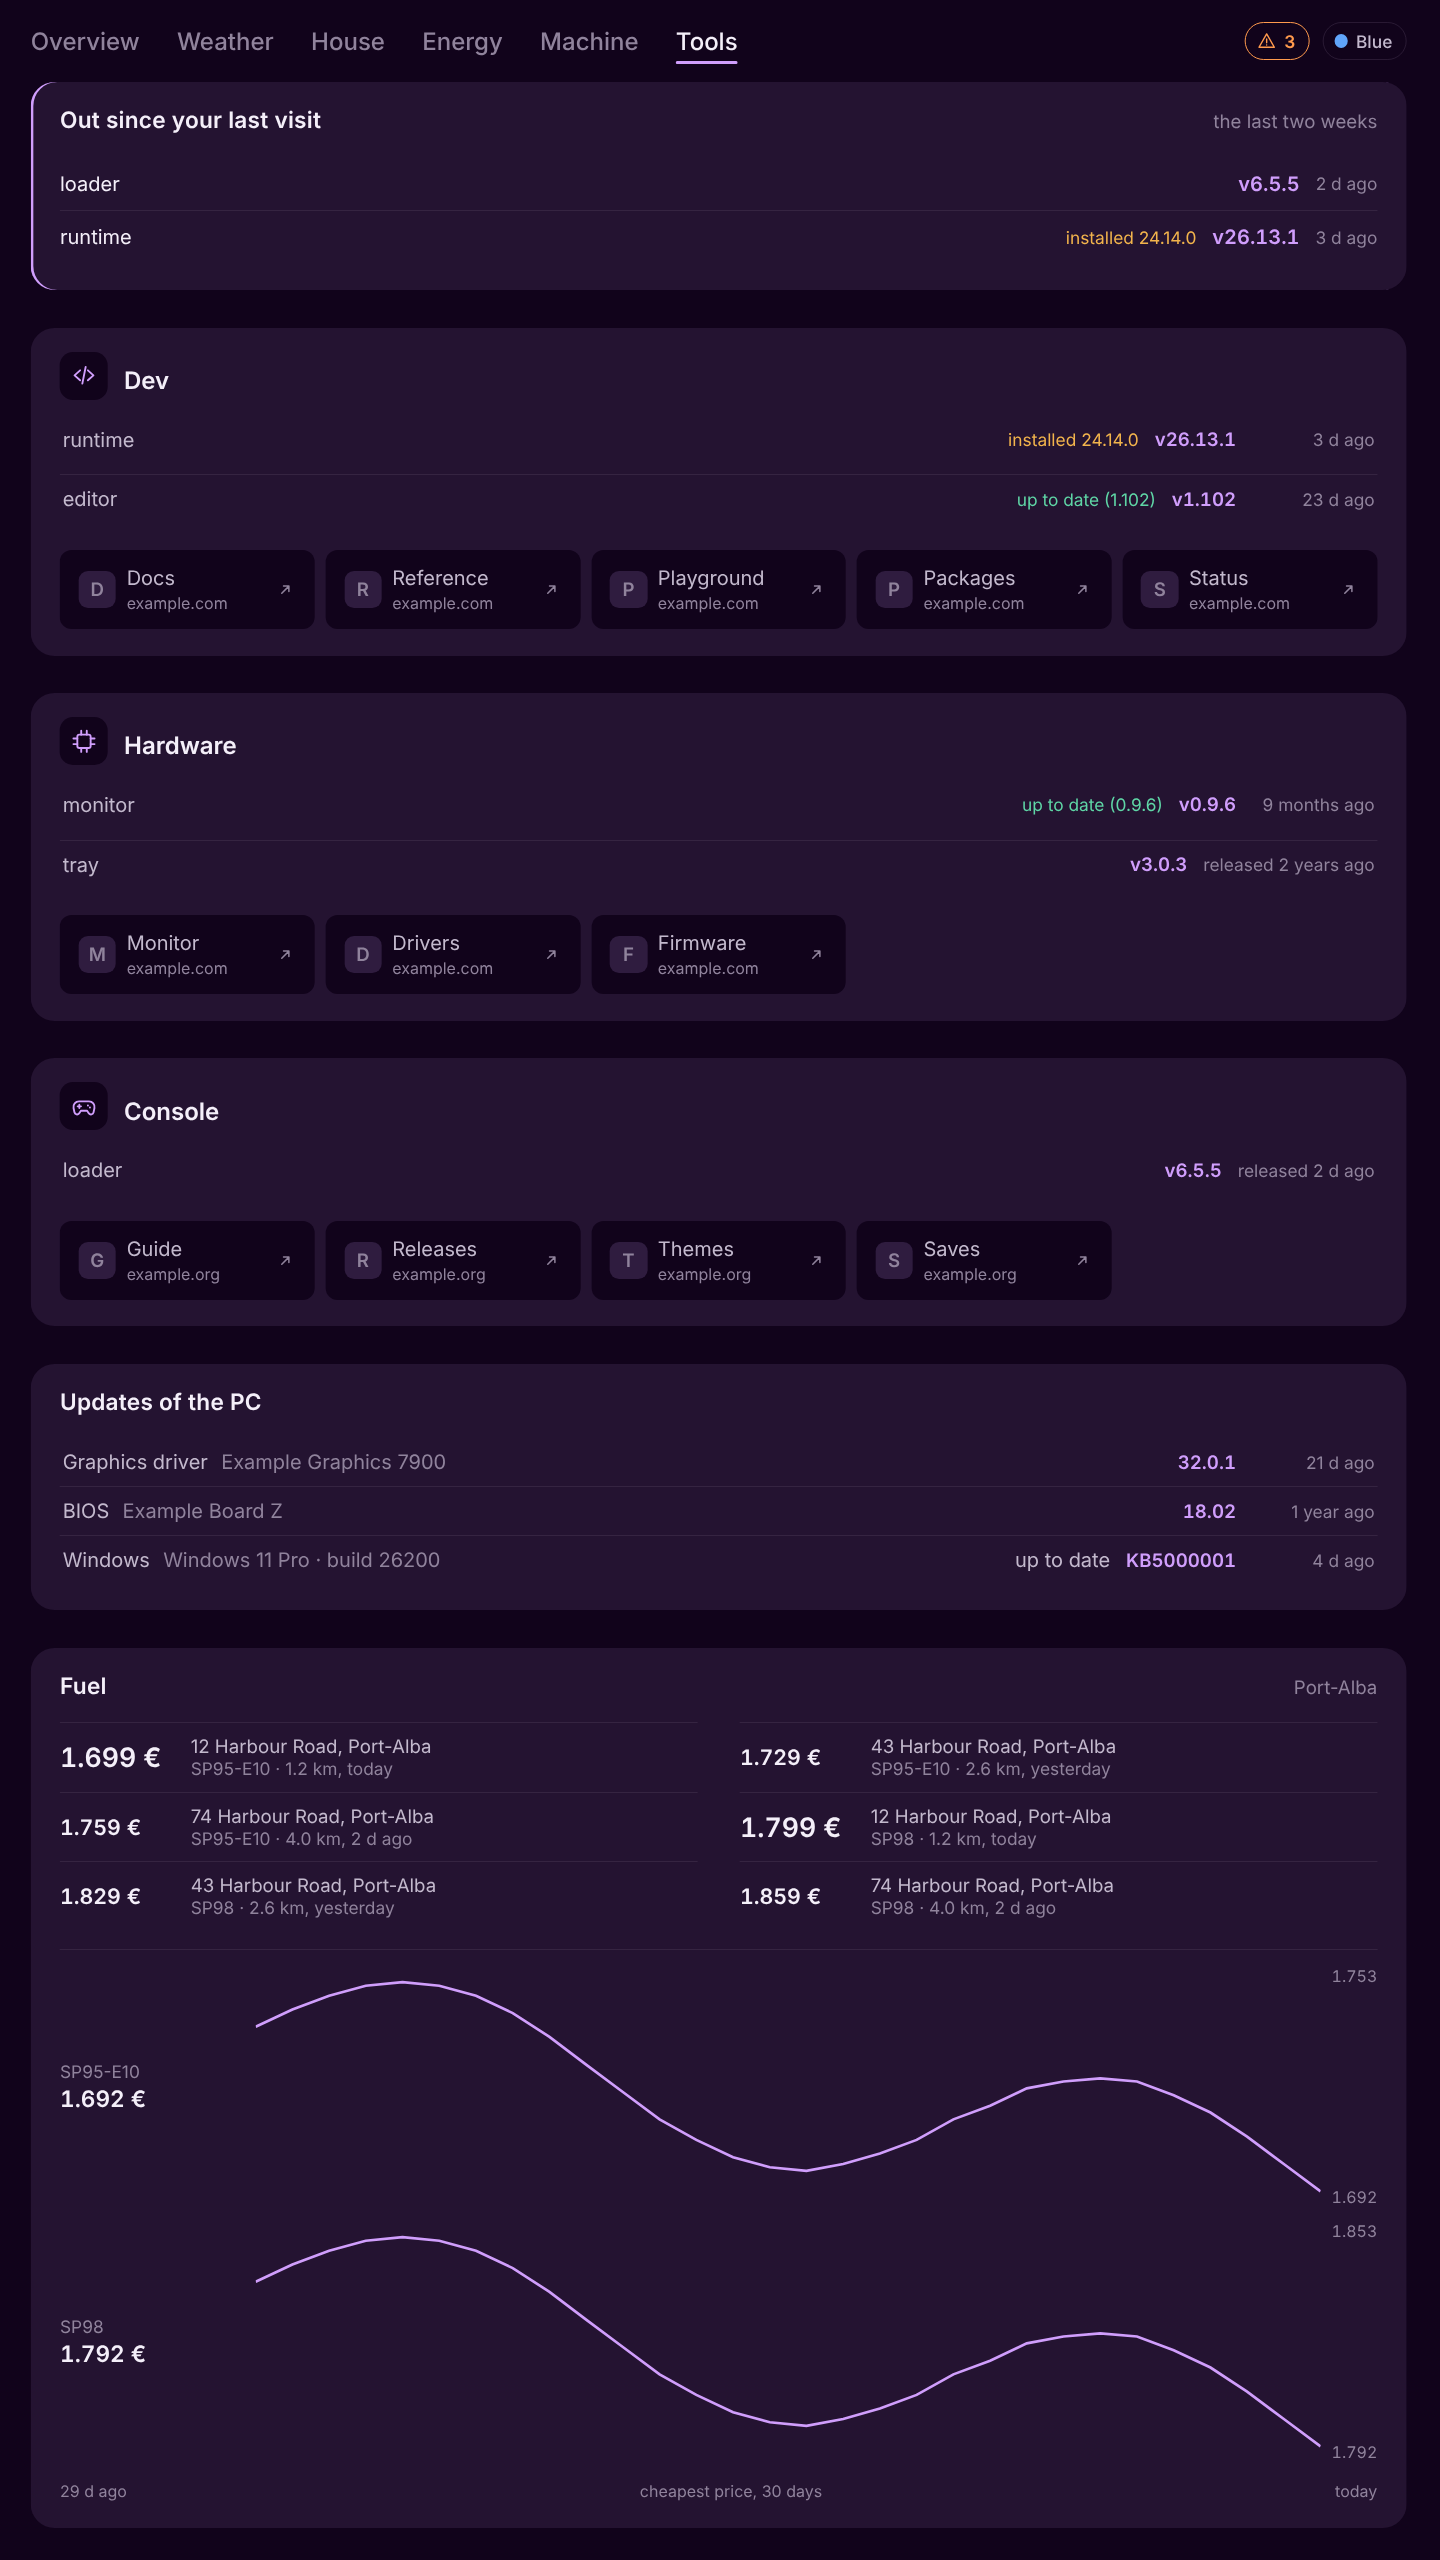 Overview Weather House Energy Machine Tools 3 Blue
Out since your last visit the last two weeks
loader v6.5.5 2 d ago
runtime installed 24.14.0 v26.13.1 3 d ago
Dev
runtime installed 24.14.0 v26.13.1 3 d ago
editor up to date (1.102) v1.102 23 d ago
D Docs R Reference P Playground P Packages S Status
example.com example.com example.com example.com example.com
Hardware
monitor up to date (0.9.6) v0.9.6 9 months ago
tray v3.0.3 released 2 years ago
M Monitor D Drivers F Firmware
example.com example.com example.com
Console
loader v6.5.5 released 2 d ago
G Guide R Releases T Themes S Saves
example.org example.org example.org example.org
Updates of the PC
Graphics driver Example Graphics 7900 32.0.1 21 d ago
BIOS Example Board Z 18.02 1 year ago
Windows Windows 11 Pro · build 26200 up to date KB5000001 4 d ago
Fuel Port-Alba
1.699 € 12 Harbour Road, Port-Alba
SP95-E10 · 1.2 km, today
1.729 € 43 Harbour Road, Port-Alba
SP95-E10 · 2.6 km, yesterday
1.759 € 74 Harbour Road, Port-Alba
SP95-E10 · 4.0 km, 2 d ago
1.799 € 12 Harbour Road, Port-Alba
SP98 · 1.2 km, today
1.829 € 43 Harbour Road, Port-Alba
SP98 · 2.6 km, yesterday
1.859 € 74 Harbour Road, Port-Alba
SP98 · 4.0 km, 2 d ago
1.753
SP95-E10
1.692 €
1.692
1.853
SP98
1.792 €
1.792
29 d ago cheapest price, 30 days today